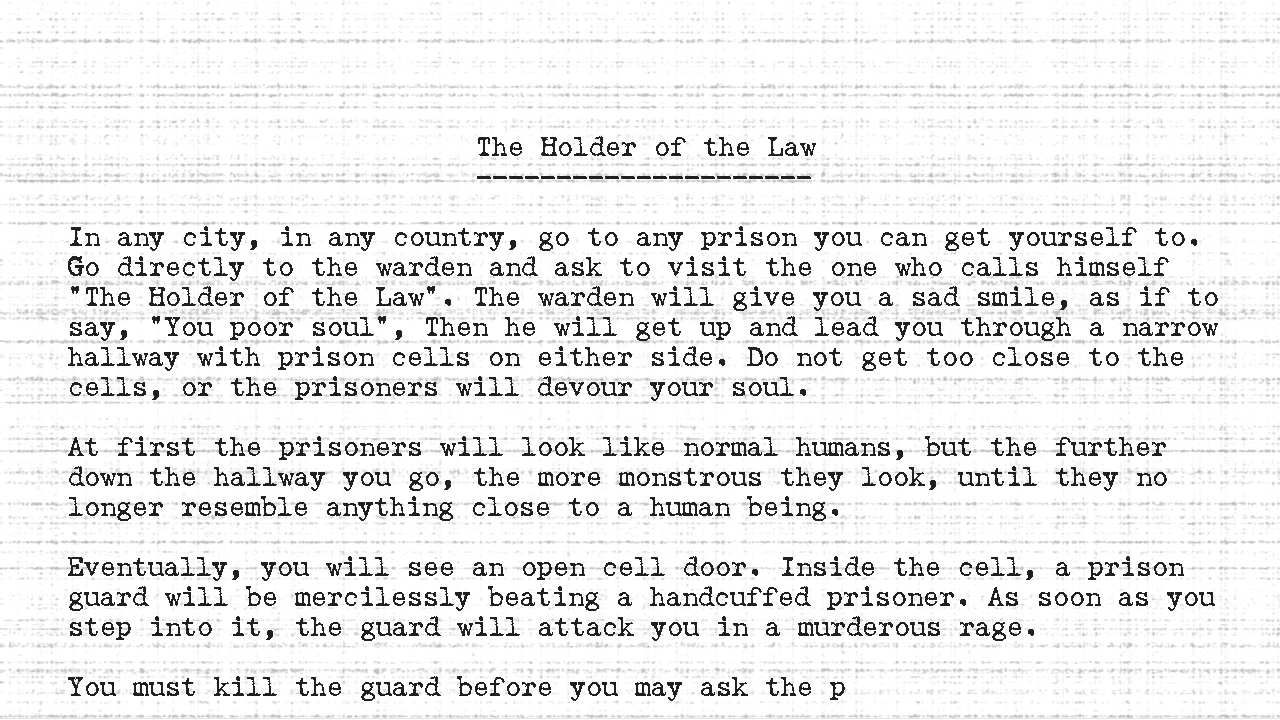 The Holder of the Law
---------------------
In any city, in any country, go to any prison you can get yourself to.
Go directly to the warden and ask to visit the one who calls himself
"The Holder of the Law". The warden will give you a sad smile, as if to
say, "You poor soul", Then he will get up and lead you through a narrow
hallway with prison cells on either side. Do not get too close to the
cells, or the prisoners will devour your soul.
At first the prisoners will look like normal humans, but the further
down the hallway you go, the more monstrous they look, until they no
longer resemble anything close to a human being.
Eventually, you will see an open cell door. Inside the cell, a prison
guard will be mercilessly beating a handcuffed prisoner. As soon as you
step into it, the guard will attack you in a murderous rage.
You must kill the guard before you may ask the p